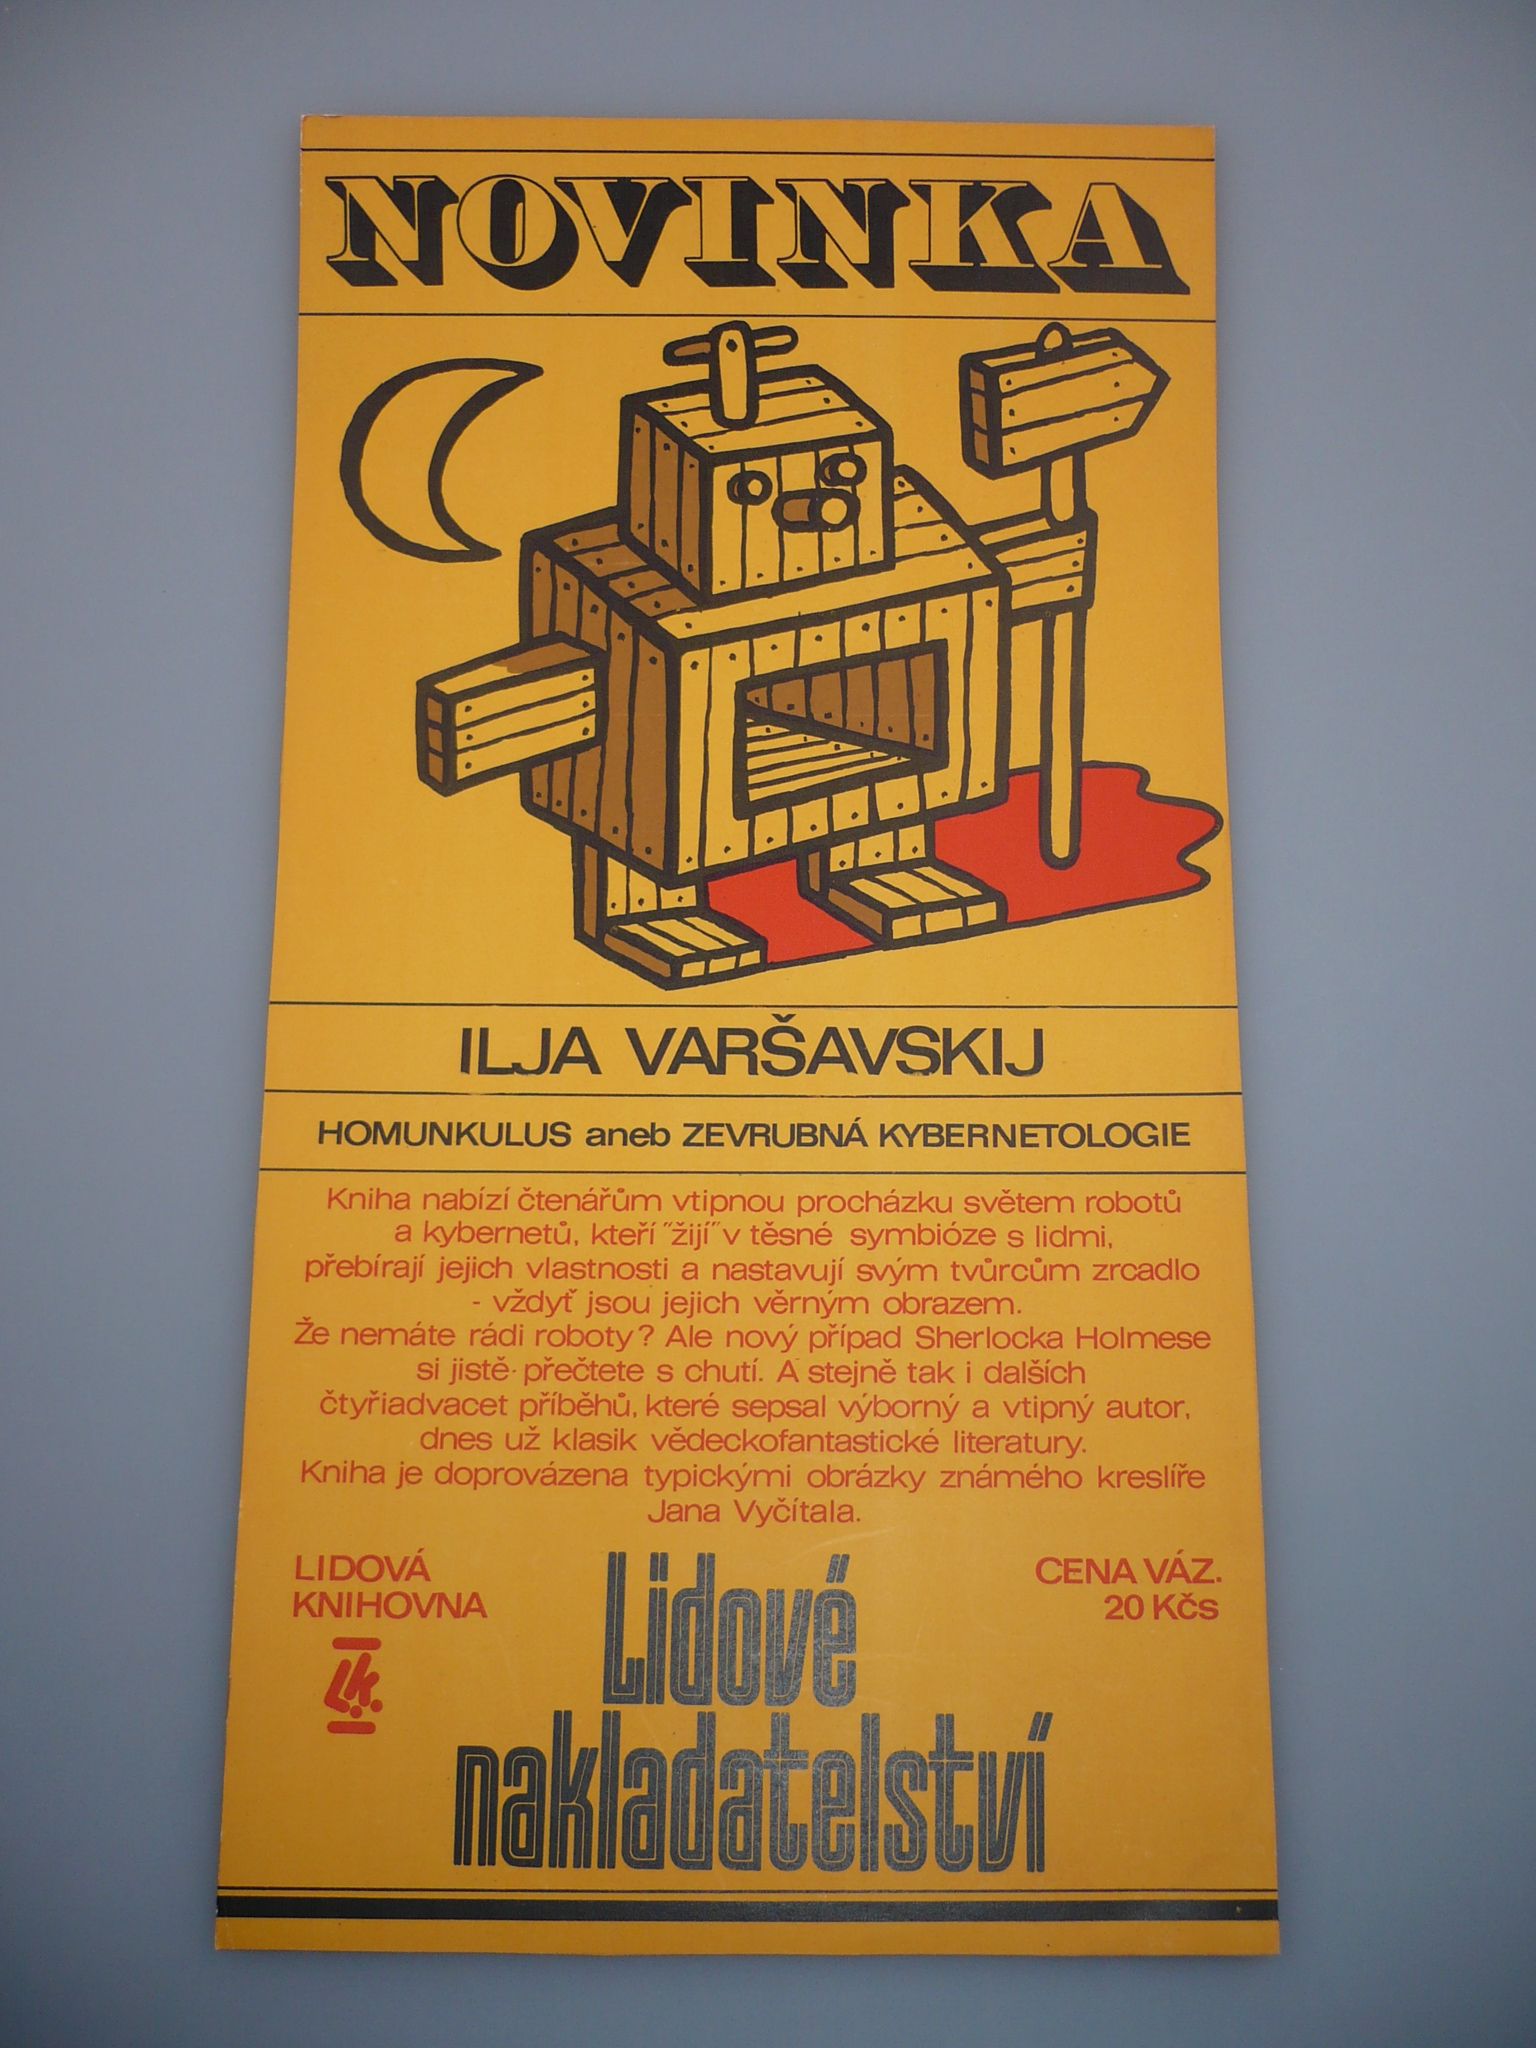 NOVINKA
ILJA VARŠAVSKIJ
HOMUNKULUS aneb ZEVRUBNÁ KYBERNETOLOGIE
Kniha nabízí čtenářům vtipnou procházku světem robotů
a kybernetů, kteří "žijí" v těsné symbióze s lidmi,
přebírají jejich vlastnosti a nastavují svým tvůrcům zrcadlo
- vždyť jsou jejich věrným obrazem.
Že nemáte rádi roboty? Ale nový případ Sherlocka Holmese
si jistě přečtete s chutí. A stejně tak i dalších
čtyřiadvacet příběhů, které sepsal výborný a vtipný autor,
dnes už klasik vědeckofantastické literatury.
Kniha je doprovázena typickými obrázky známého kreslíře
Jana Vyčítala.
LIDOVÁ
KNIHOVNA
L.K.
Lidové
nakladatelství
CENA VÁZ.
20 Kčs